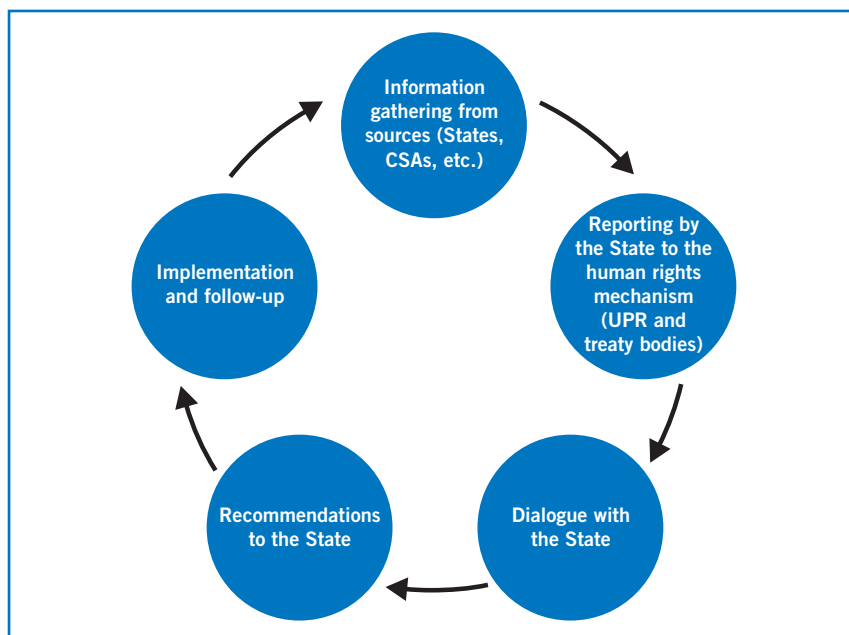 Information
gathering from
sources (States,
CSAs, etc.)
Reporting by
the State to the
human rights
mechanism
(UPR and
treaty bodies)
Dialogue with
the State
Recommendations
to the State
Implementation
and follow-up